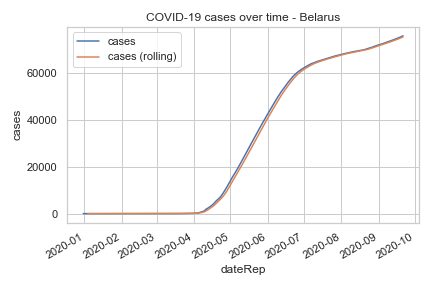 COVID-19 cases over time - Belarus
cases
cases (rolling)
60000
40000
20000
0
cases
2020-01
2020-02
2020-03
2020-04
2020-05
2020-06
2020-07
2020-08
2020-09
2020-10
dateRep